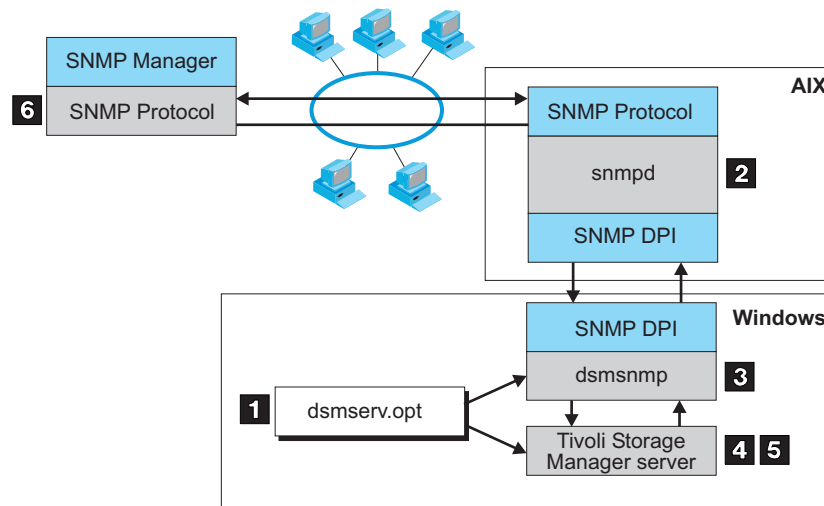 SNMP Manager
6
SNMP Protocol
AIX
SNMP Protocol
snmpd
2
SNMP DPI
Windows
SNMP DPI
dsmsnmp
3
1
dsmserv.opt
Tivoli Storage
Manager server
4 5